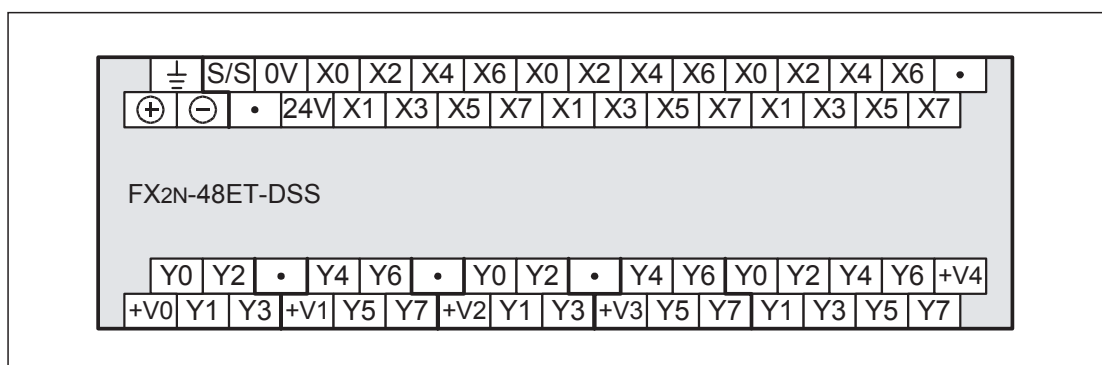 ⏚ S/S 0V X0 X2 X4 X6 X0 X2 X4 X6 X0 X2 X4 X6 •
⊕ ⊖ • 24V X1 X3 X5 X7 X1 X3 X5 X7 X1 X3 X5 X7
FX2N-48ET-DSS
Y0 Y2 • Y4 Y6 • Y0 Y2 • Y4 Y6 Y0 Y2 Y4 Y6 +V4
+V0 Y1 Y3 +V1 Y5 Y7 +V2 Y1 Y3 +V3 Y5 Y7 Y1 Y3 Y5 Y7